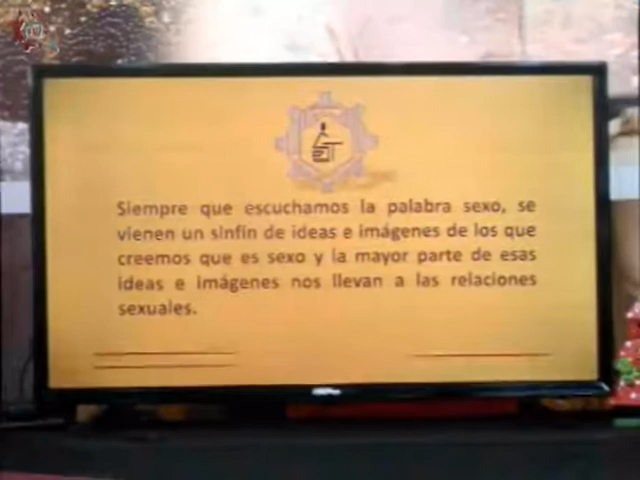 Siempre que escuchamos la palabra sexo, se
vienen un sinfin de ideas e imágenes de los que
creemos que es sexo y la mayor parte de esas
ideas e imágenes nos llevan a las relaciones
sexuales.